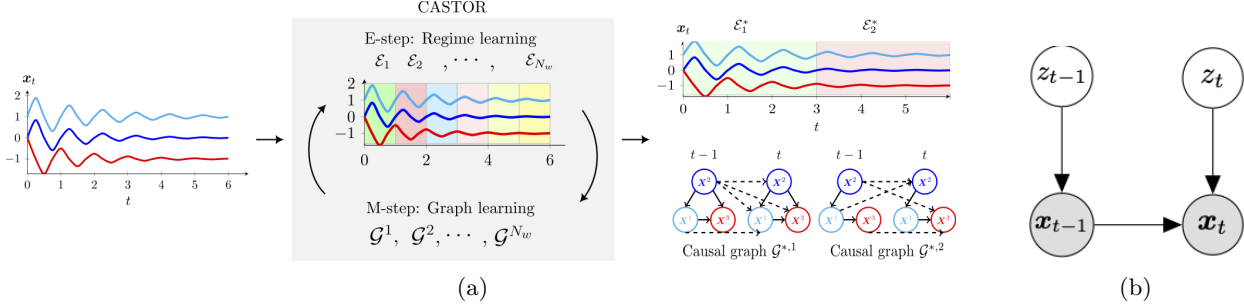 CASTOR
x_t
2
1
0
−1
0 1 2 3 4 5 6
t
E-step: Regime learning
ℰ_1 ℰ_2 , ⋯ , ℰ_{N_w}
2
1
0
−1
0 2 4 6
M-step: Graph learning
𝒢^1, 𝒢^2, ⋯ , 𝒢^{N_w}
x_t ℰ_1^* ℰ_2^*
1
0
−1
0 1 2 3 4 5
t
t − 1 t t − 1 t
X^2 X^2 X^2 X^2
X^1 X^3 X^1 X^3 X^1 X^3 X^1 X^3
Causal graph 𝒢^{*,1} Causal graph 𝒢^{*,2}
(a)
z_{t−1} z_t
x_{t−1} x_t
(b)